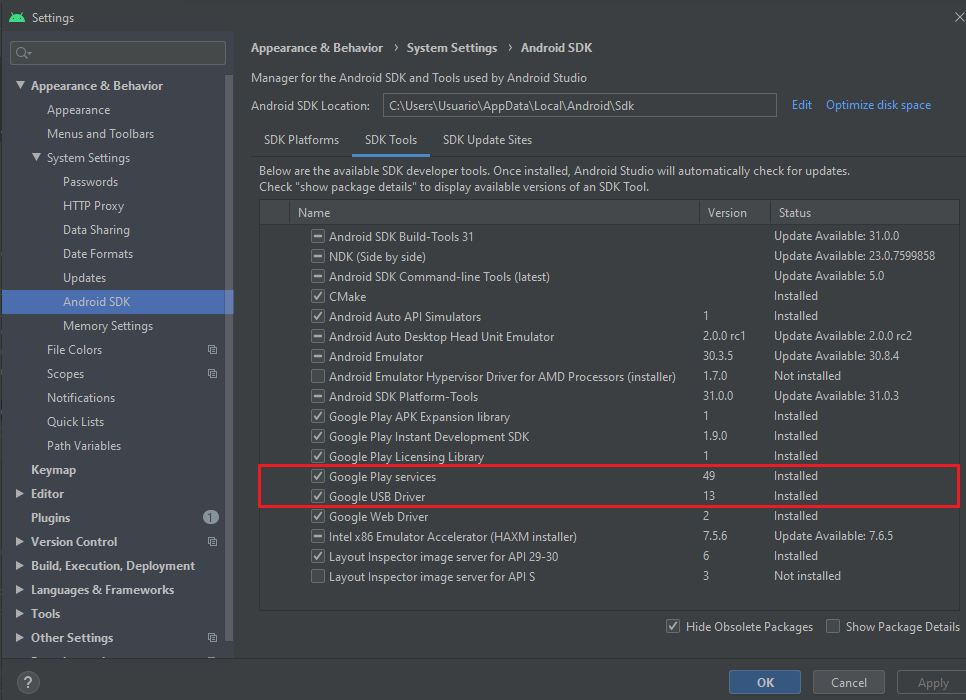 Settings
Appearance & Behavior › System Settings › Android SDK
Manager for the Android SDK and Tools used by Android Studio
Android SDK Location: C:\Users\Usuario\AppData\Local\Android\Sdk Edit Optimize disk space
SDK Platforms SDK Tools SDK Update Sites
Below are the available SDK developer tools. Once installed, Android Studio will automatically check for updates.
Check "show package details" to display available versions of an SDK Tool.
Name Version Status
Android SDK Build-Tools 31 Update Available: 31.0.0
NDK (Side by side) Update Available: 23.0.7599858
Android SDK Command-line Tools (latest) Update Available: 5.0
CMake Installed
Android Auto API Simulators 1 Installed
Android Auto Desktop Head Unit Emulator 2.0.0 rc1 Update Available: 2.0.0 rc2
Android Emulator 30.3.5 Update Available: 30.8.4
Android Emulator Hypervisor Driver for AMD Processors (installer) 1.7.0 Not installed
Android SDK Platform-Tools 31.0.0 Update Available: 31.0.3
Google Play APK Expansion library 1 Installed
Google Play Instant Development SDK 1.9.0 Installed
Google Play Licensing Library 1 Installed
Google Play services 49 Installed
Google USB Driver 13 Installed
Google Web Driver 2 Installed
Intel x86 Emulator Accelerator (HAXM installer) 7.5.6 Update Available: 7.6.5
Layout Inspector image server for API 29-30 6 Installed
Layout Inspector image server for API S 3 Not installed
Hide Obsolete Packages Show Package Details
Appearance & Behavior
Appearance
Menus and Toolbars
System Settings
Passwords
HTTP Proxy
Data Sharing
Date Formats
Updates
Android SDK
Memory Settings
File Colors
Scopes
Notifications
Quick Lists
Path Variables
Keymap
Editor
Plugins 1
Version Control
Build, Execution, Deployment
Languages & Frameworks
Tools
Other Settings
? OK Cancel Apply